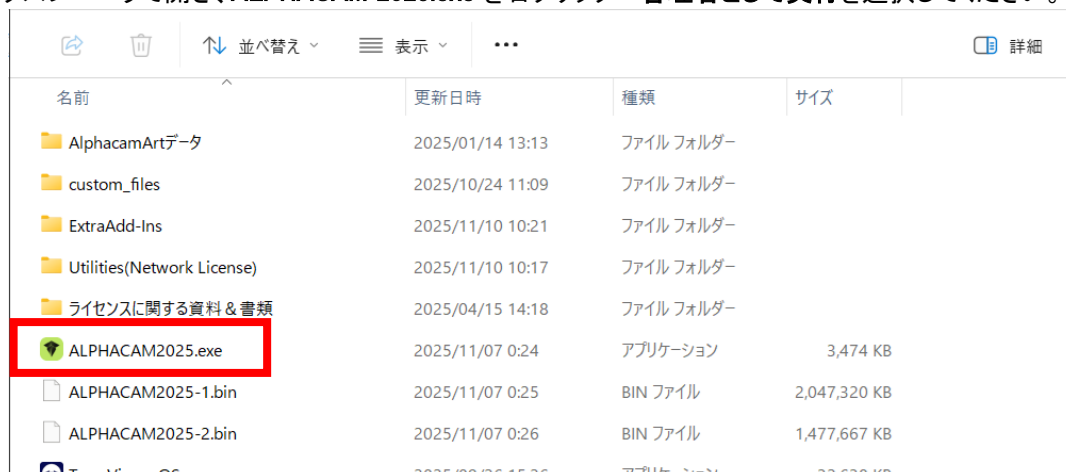 並べ替え 表示 ... 詳細
名前 更新日時 種類 サイズ
AlphacamArtデータ 2025/01/14 13:13 ファイル フォルダー
custom_files 2025/10/24 11:09 ファイル フォルダー
ExtraAdd-Ins 2025/11/10 10:21 ファイル フォルダー
Utilities(Network License) 2025/11/10 10:17 ファイル フォルダー
ライセンスに関する資料＆書類 2025/04/15 14:18 ファイル フォルダー
ALPHACAM2025.exe 2025/11/07 0:24 アプリケーション 3,474 KB
ALPHACAM2025-1.bin 2025/11/07 0:25 BIN ファイル 2,047,320 KB
ALPHACAM2025-2.bin 2025/11/07 0:26 BIN ファイル 1,477,667 KB